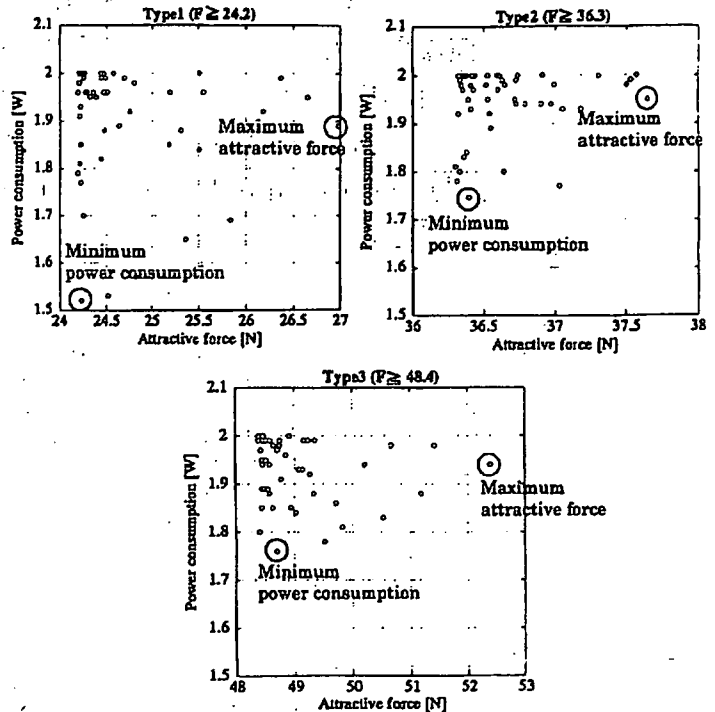 Type1 (F≧24.2)
2.1
2
1.9
1.8
1.7
1.6
1.5
Power consumption [W]
Maximum
attractive force
Minimum
power consumption
24 24.5 25 25.5 26 26.5 27
Attractive force [N]
Type2 (F≧36.3)
2.1
2
1.9
1.8
1.7
1.6
1.5
Power consumption [W]
Maximum
attractive force
Minimum
power consumption
36 36.5 37 37.5 38
Attractive force [N]
Type3 (F≧48.4)
2.1
2
1.9
1.8
1.7
1.6
1.5
Power consumption [W]
Maximum
attractive force
Minimum
power consumption
48 49 50 51 52 53
Attractive force [N]